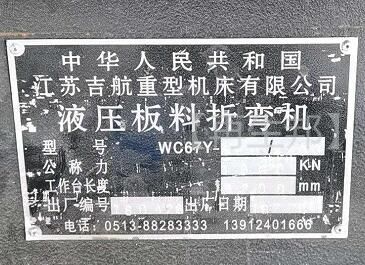 中华人民共和国
江苏吉航重型机床有限公司
液压板料折弯机
型号 WC67Y-
公称力 KN
工作台长度 mm
出厂编号 出厂日期
电话:0513-88283333 13912401666